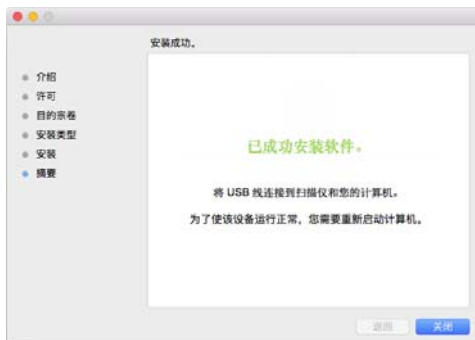 安装成功。
介绍
许可
目的宗卷
安装类型
安装
摘要
已成功安装软件。
将 USB 线连接到扫描仪和您的计算机。
为了使该设备运行正常，您需要重新启动计算机。
返回
关闭